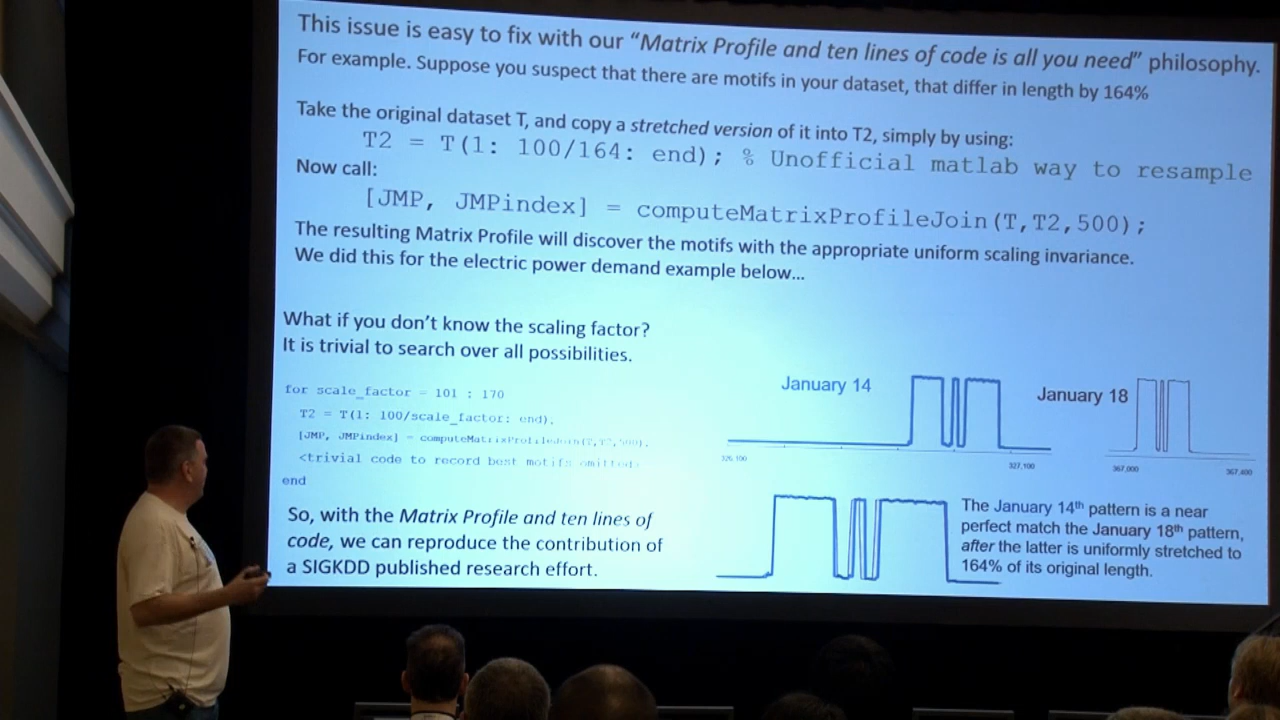 This issue is easy to fix with our “Matrix Profile and ten lines of code is all you need” philosophy.
For example. Suppose you suspect that there are motifs in your dataset, that differ in length by 164%
Take the original dataset T, and copy a stretched version of it into T2, simply by using:
T2 = T(1: 100/164: end); % Unofficial matlab way to resample
Now call:
[JMP, JMPindex] = computeMatrixProfileJoin(T,T2,500);
The resulting Matrix Profile will discover the motifs with the appropriate uniform scaling invariance.
We did this for the electric power demand example below…
What if you don’t know the scaling factor?
It is trivial to search over all possibilities.
for scale_factor = 101 : 170
T2 = T(1: 100/scale_factor: end);
[JMP, JMPindex] = computeMatrixProfileJoin(T,T2,500);
<trivial code to record best motifs omitted>
end
So, with the Matrix Profile and ten lines of
code, we can reproduce the contribution of
a SIGKDD published research effort.
January 14
326,100
327,100
January 18
367,000
367,400
The January 14th pattern is a near
perfect match the January 18th pattern,
after the latter is uniformly stretched to
164% of its original length.